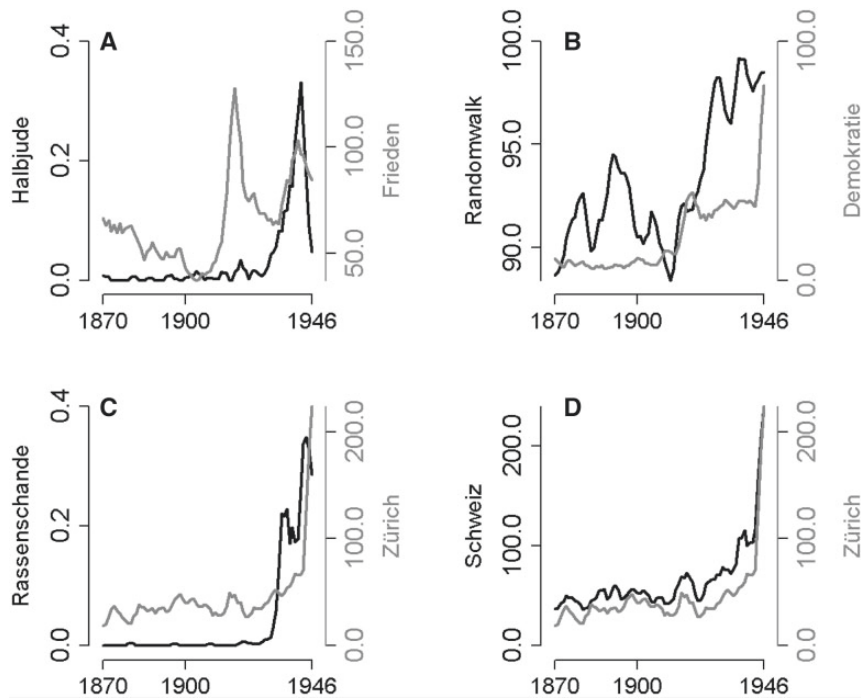 A
Halbjude
0.4
0.2
0.0
150.0
100.0
50.0
Frieden
1870
1900
1946
B
Randomwalk
100.0
95.0
90.0
100.0
0.0
Demokratie
1870
1900
1946
C
Rassenschande
0.4
0.2
0.0
200.0
100.0
0.0
Zürich
1870
1900
1946
D
Schweiz
200.0
100.0
0.0
200.0
100.0
0.0
Zürich
1870
1900
1946